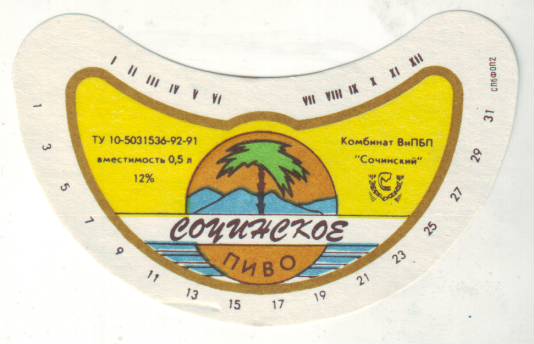 I II III IV V VI VII VIII IX X XI XII
СПбФОП2
ТУ 10-5031536-92-91
вместимость 0,5 л
12%
Комбинат ВиПБП
"Сочинский"
СОЧИНСКОЕ
ПИВО
1 3 5 7 9 11 13 15 17 19 21 23 25 27 29 31